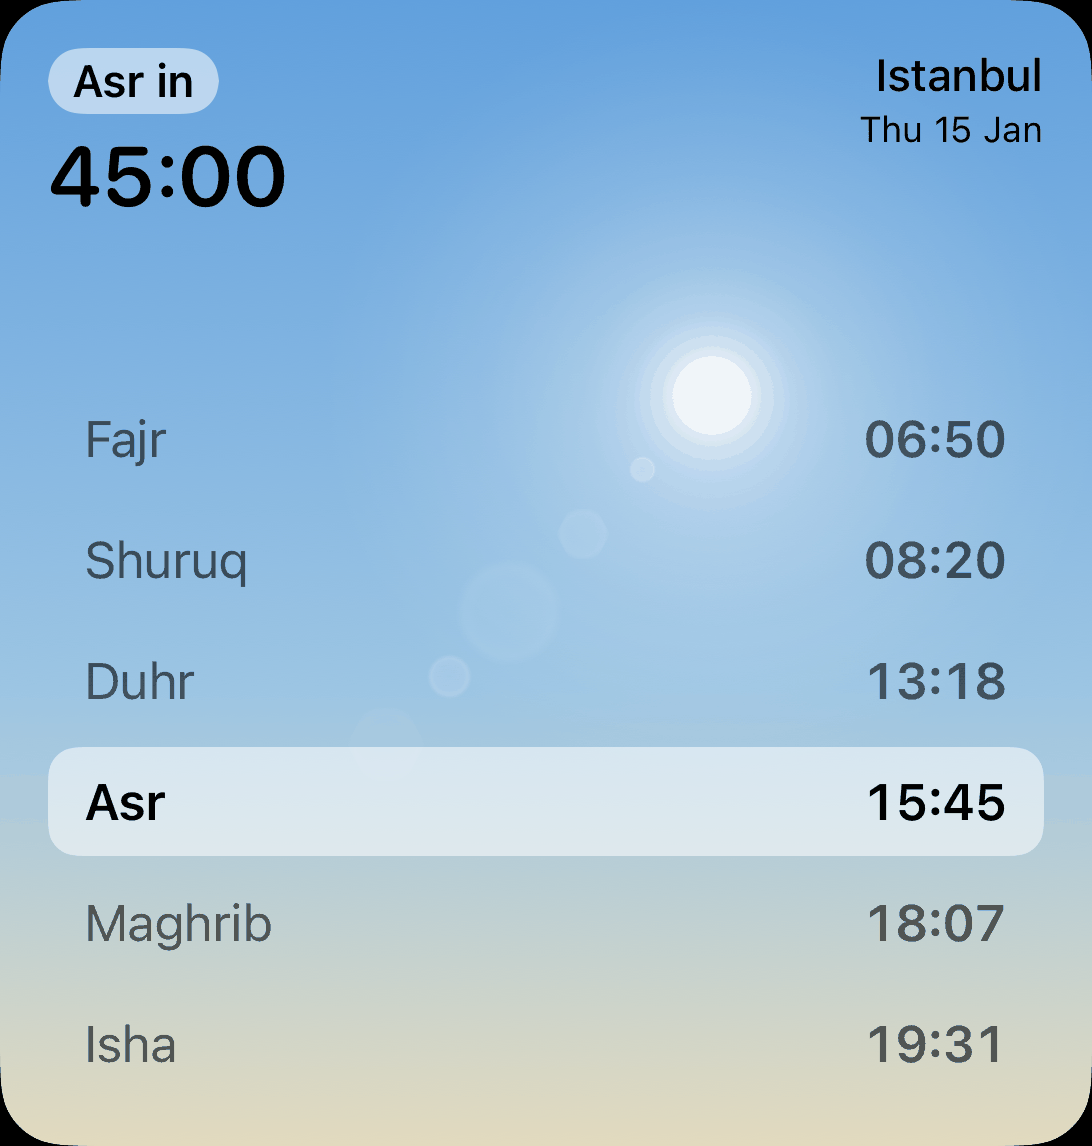 Asr in
45:00
Istanbul
Thu 15 Jan
Fajr 06:50
Shuruq 08:20
Duhr 13:18
Asr 15:45
Maghrib 18:07
Isha 19:31